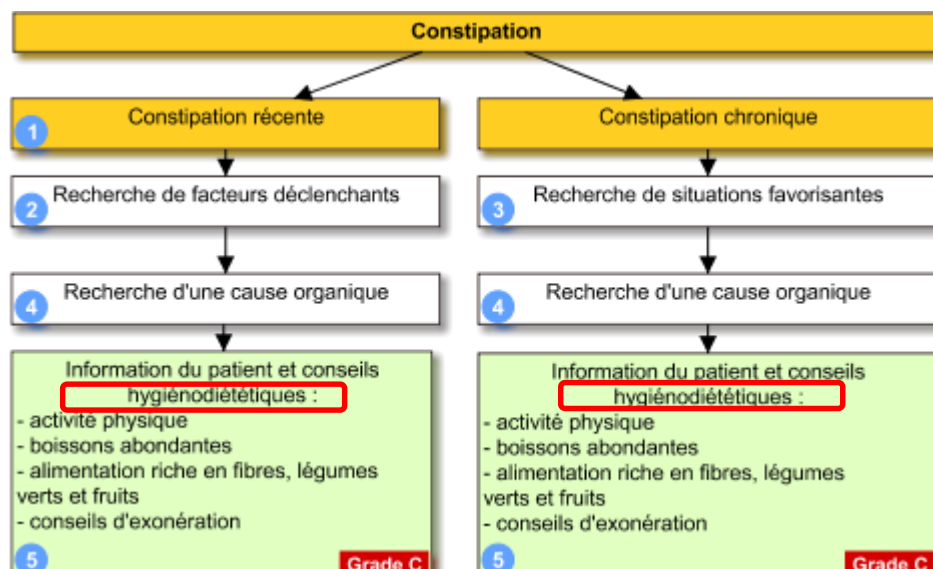 Constipation
Constipation récente
1
Recherche de facteurs déclenchants
2
Recherche d'une cause organique
4
Information du patient et conseils
hygiénodiététiques :
- activité physique
- boissons abondantes
- alimentation riche en fibres, légumes
verts et fruits
- conseils d'exonération
5
Grade C
Constipation chronique
Recherche de situations favorisantes
3
Recherche d'une cause organique
4
Information du patient et conseils
hygiénodiététiques :
- activité physique
- boissons abondantes
- alimentation riche en fibres, légumes
verts et fruits
- conseils d'exonération
5
Grade C